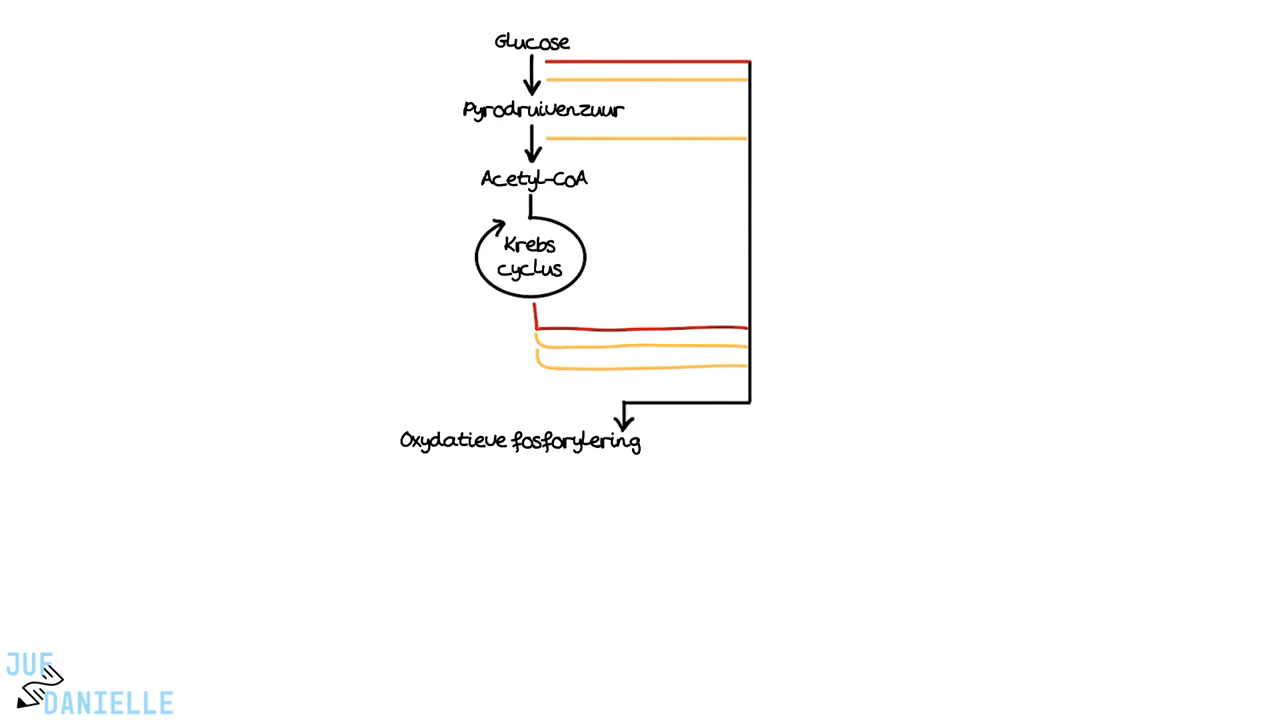 Glucose
Pyrodruivenzuur
Acetyl-CoA
Krebs
cyclus
Oxydatieve fosforylering
JUF
DANIELLE